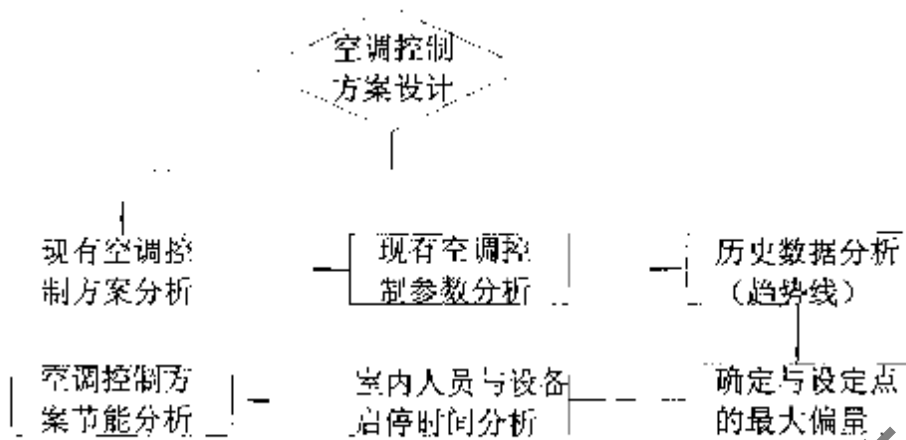 空调控制
方案设计
现有空调控
制方案分析
现有空调控
制参数分析
历史数据分析
（趋势线）
空调控制方
案节能分析
室内人员与设备
启停时间分析
确定与设定点
的最大偏量